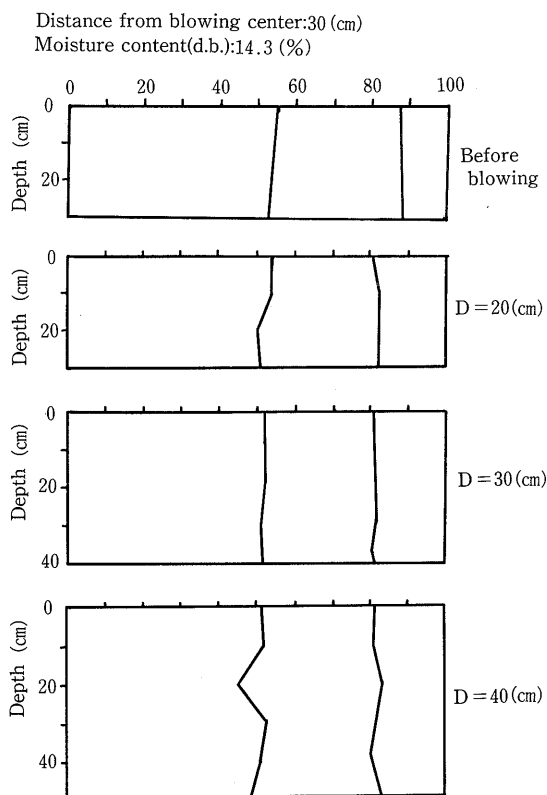 Distance from blowing center:30 (cm)
Moisture content(d.b.):14.3 (%)
0 20 40 60 80 100
0
20
Depth (cm)
Before
blowing
0
20
Depth (cm)
D=20(cm)
0
20
40
Depth (cm)
D=30(cm)
0
20
40
Depth (cm)
D=40(cm)